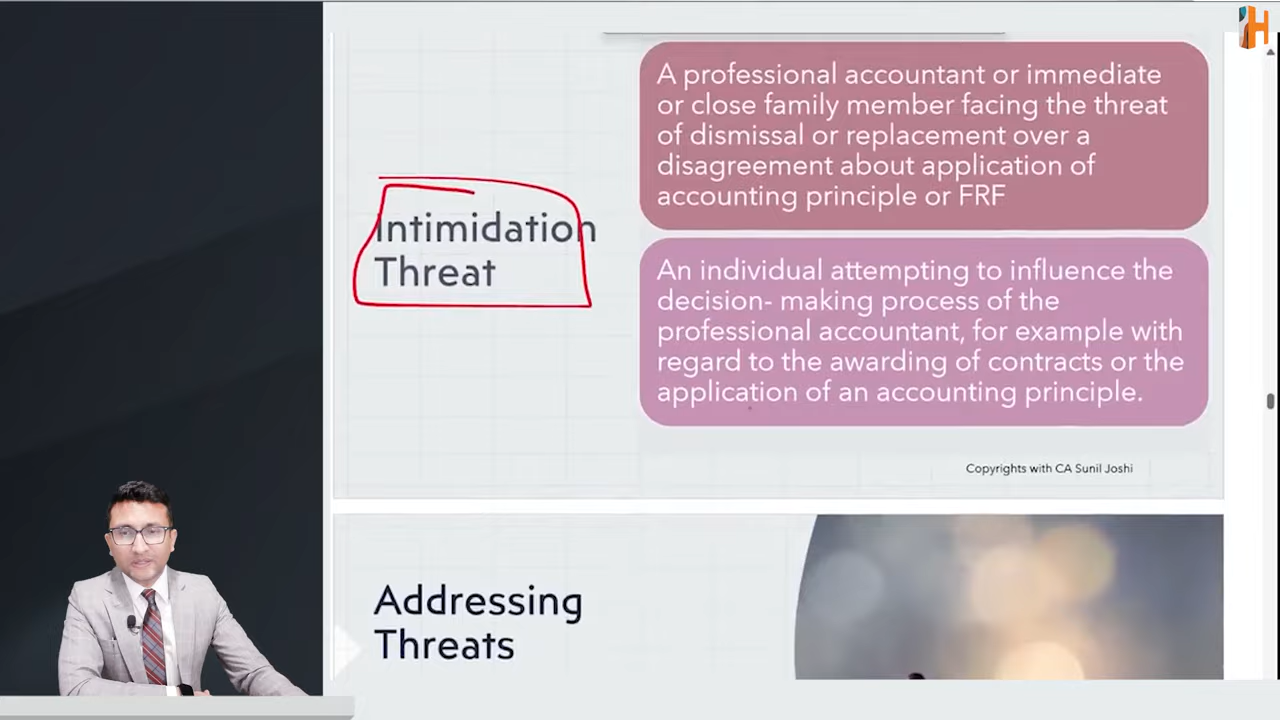 A professional accountant or immediate
or close family member facing the threat
of dismissal or replacement over a
disagreement about application of
accounting principle or FRF
Intimidation
Threat
An individual attempting to influence the
decision- making process of the
professional accountant, for example with
regard to the awarding of contracts or the
application of an accounting principle.
Copyrights with CA Sunil Joshi
Addressing
Threats
H